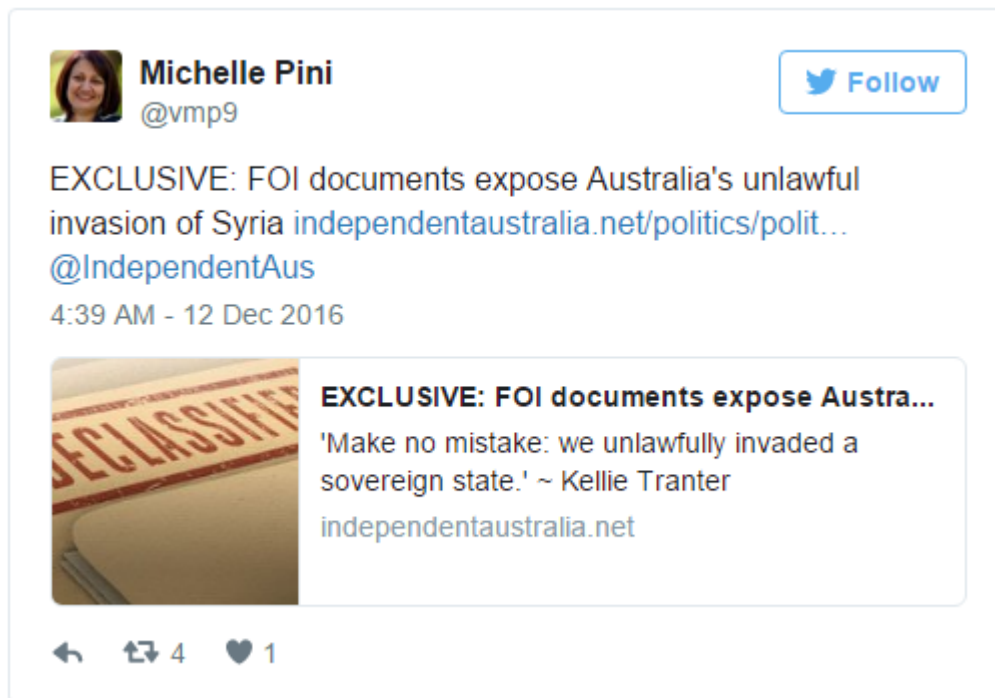 Michelle Pini
@vmp9
Follow
EXCLUSIVE: FOI documents expose Australia's unlawful
invasion of Syria independentaustralia.net/politics/polit…
@IndependentAus
4:39 AM - 12 Dec 2016
DECLASSIFIE
EXCLUSIVE: FOI documents expose Austra...
'Make no mistake: we unlawfully invaded a
sovereign state.' ~ Kellie Tranter
independentaustralia.net
4 1